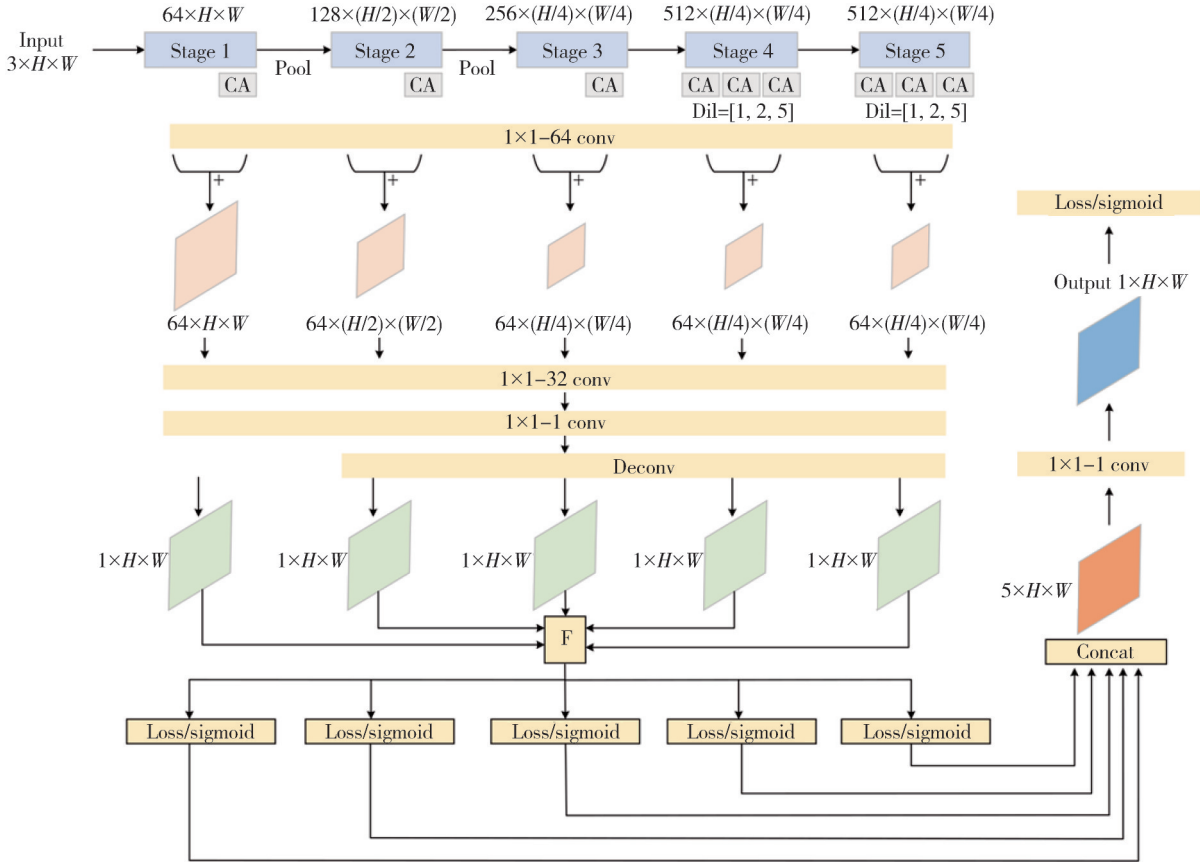 64×H×W
128×(H/2)×(W/2)
256×(H/4)×(W/4)
512×(H/4)×(W/4)
512×(H/4)×(W/4)
Input
3×H×W
Stage 1
Pool
Stage 2
Pool
Stage 3
Stage 4
Stage 5
CA
CA
CA
CA CA CA
CA CA CA
Dil=[1, 2, 5]
Dil=[1, 2, 5]
1×1−64 conv
+
+
+
+
+
64×H×W
64×(H/2)×(W/2)
64×(H/4)×(W/4)
64×(H/4)×(W/4)
64×(H/4)×(W/4)
1×1−32 conv
1×1−1 conv
Deconv
1×H×W
1×H×W
1×H×W
1×H×W
1×H×W
F
Loss/sigmoid
Loss/sigmoid
Loss/sigmoid
Loss/sigmoid
Loss/sigmoid
Loss/sigmoid
Output 1×H×W
1×1−1 conv
5×H×W
Concat